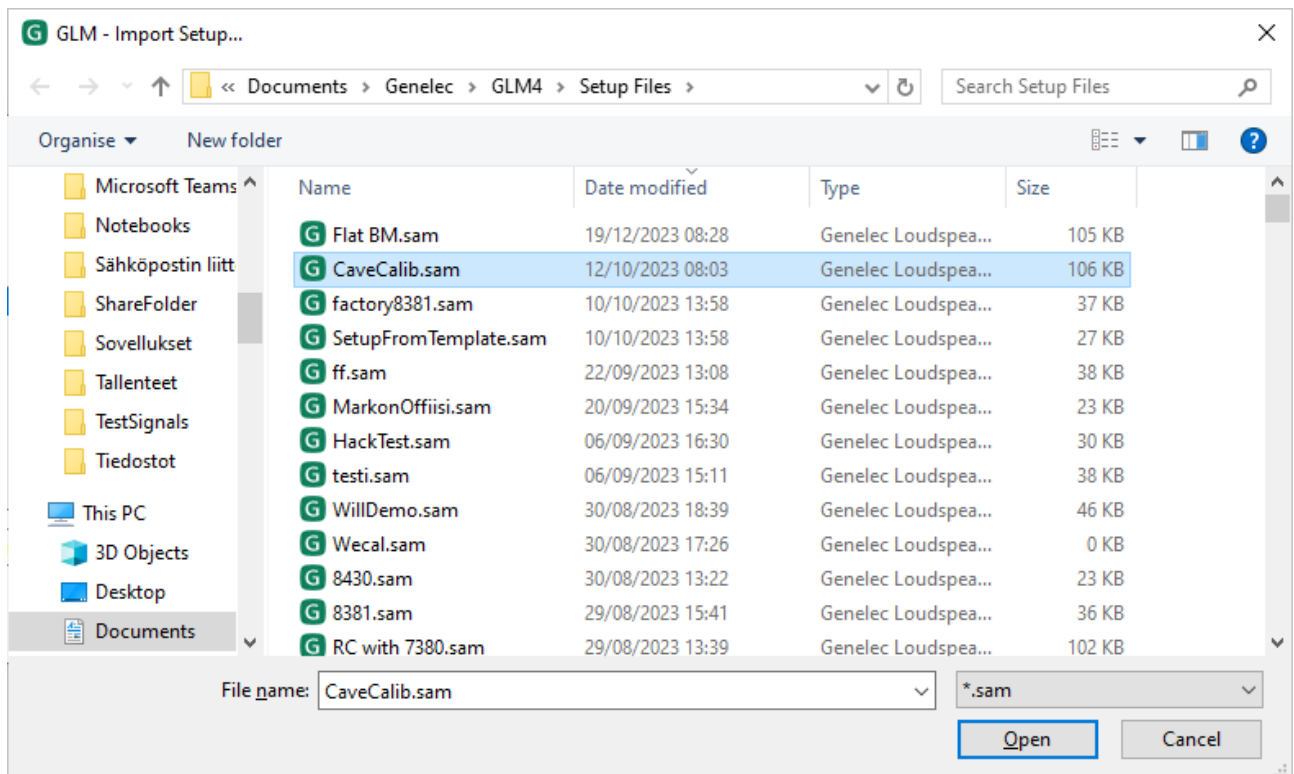 G GLM - Import Setup...
« Documents › Genelec › GLM4 › Setup Files › Search Setup Files
Organise New folder ?
Microsoft Teams
Notebooks
Sähköpostin liitt
ShareFolder
Sovellukset
Tallenteet
TestSignals
Tiedostot
This PC
3D Objects
Desktop
Documents
Name Date modified Type Size
G Flat BM.sam 19/12/2023 08:28 Genelec Loudspea... 105 KB
G CaveCalib.sam 12/10/2023 08:03 Genelec Loudspea... 106 KB
G factory8381.sam 10/10/2023 13:58 Genelec Loudspea... 37 KB
G SetupFromTemplate.sam 10/10/2023 13:58 Genelec Loudspea... 27 KB
G ff.sam 22/09/2023 13:08 Genelec Loudspea... 38 KB
G MarkonOffiisi.sam 20/09/2023 15:34 Genelec Loudspea... 23 KB
G HackTest.sam 06/09/2023 16:30 Genelec Loudspea... 30 KB
G testi.sam 06/09/2023 15:11 Genelec Loudspea... 38 KB
G WillDemo.sam 30/08/2023 18:39 Genelec Loudspea... 46 KB
G Wecal.sam 30/08/2023 17:26 Genelec Loudspea... 0 KB
G 8430.sam 30/08/2023 13:22 Genelec Loudspea... 23 KB
G 8381.sam 29/08/2023 15:41 Genelec Loudspea... 36 KB
G RC with 7380.sam 29/08/2023 13:39 Genelec Loudspea... 102 KB
File name: CaveCalib.sam *.sam
Open Cancel